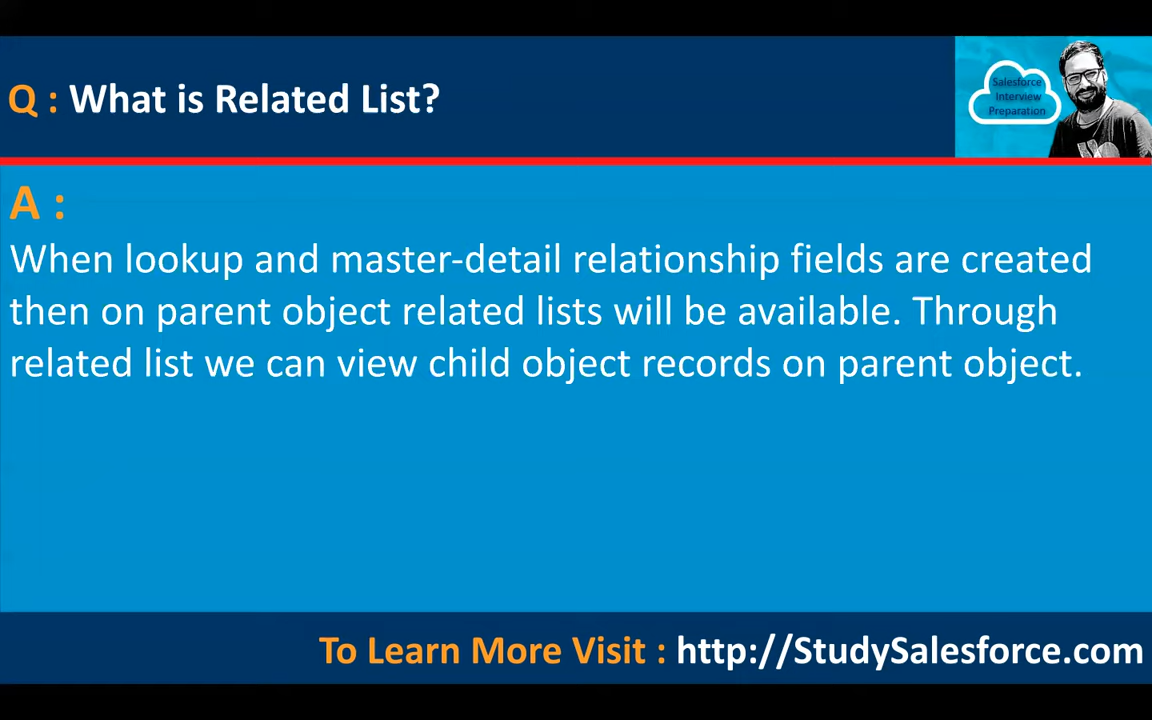 Q : What is Related List?
Salesforce
Interview
Preparation
A :
When lookup and master-detail relationship fields are created
then on parent object related lists will be available. Through
related list we can view child object records on parent object.
To Learn More Visit : http://StudySalesforce.com